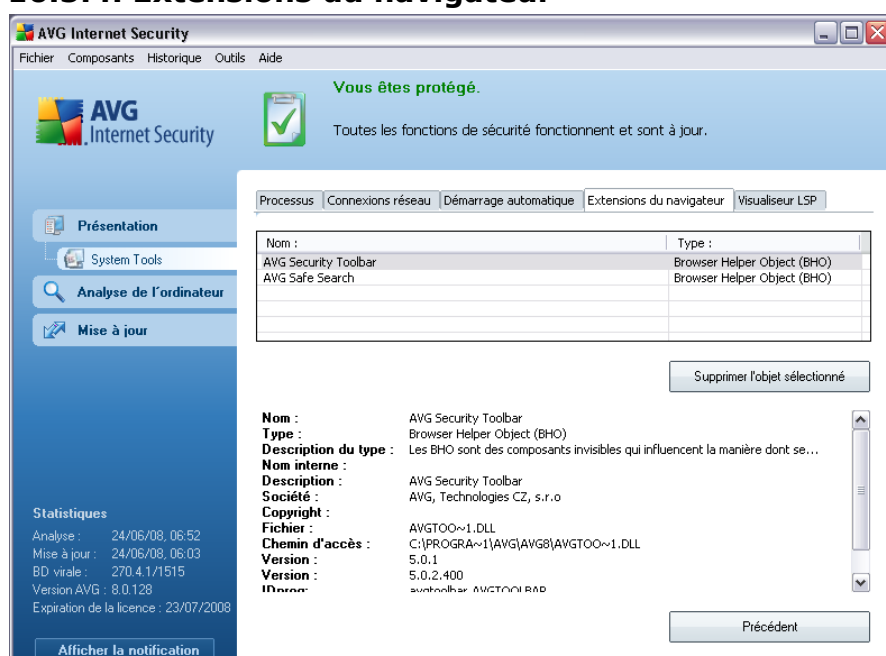 AVG Internet Security
Fichier Composants Historique Outils Aide
AVG
Internet Security
Vous êtes protégé.
Toutes les fonctions de sécurité fonctionnent et sont à jour.
Présentation
System Tools
Analyse de l'ordinateur
Mise à jour
Processus Connexions réseau Démarrage automatique Extensions du navigateur Visualiseur LSP
Nom : Type :
AVG Security Toolbar Browser Helper Object (BHO)
AVG Safe Search Browser Helper Object (BHO)
Supprimer l'objet sélectionné
Nom : AVG Security Toolbar
Type : Browser Helper Object (BHO)
Description du type : Les BHO sont des composants invisibles qui influencent la manière dont se...
Nom interne :
Description : AVG Security Toolbar
Société : AVG, Technologies CZ, s.r.o
Copyright :
Fichier : AVGTOO~1.DLL
Chemin d'accès : C:\PROGRA~1\AVG\AVG8\AVGTOO~1.DLL
Version : 5.0.1
Version : 5.0.2.400
Précédent
Statistiques
Analyse : 24/06/08, 06:52
Mise à jour : 24/06/08, 06:03
BD virale : 270.4.1/1515
Version AVG : 8.0.128
Expiration de la licence : 23/07/2008
Afficher la notification